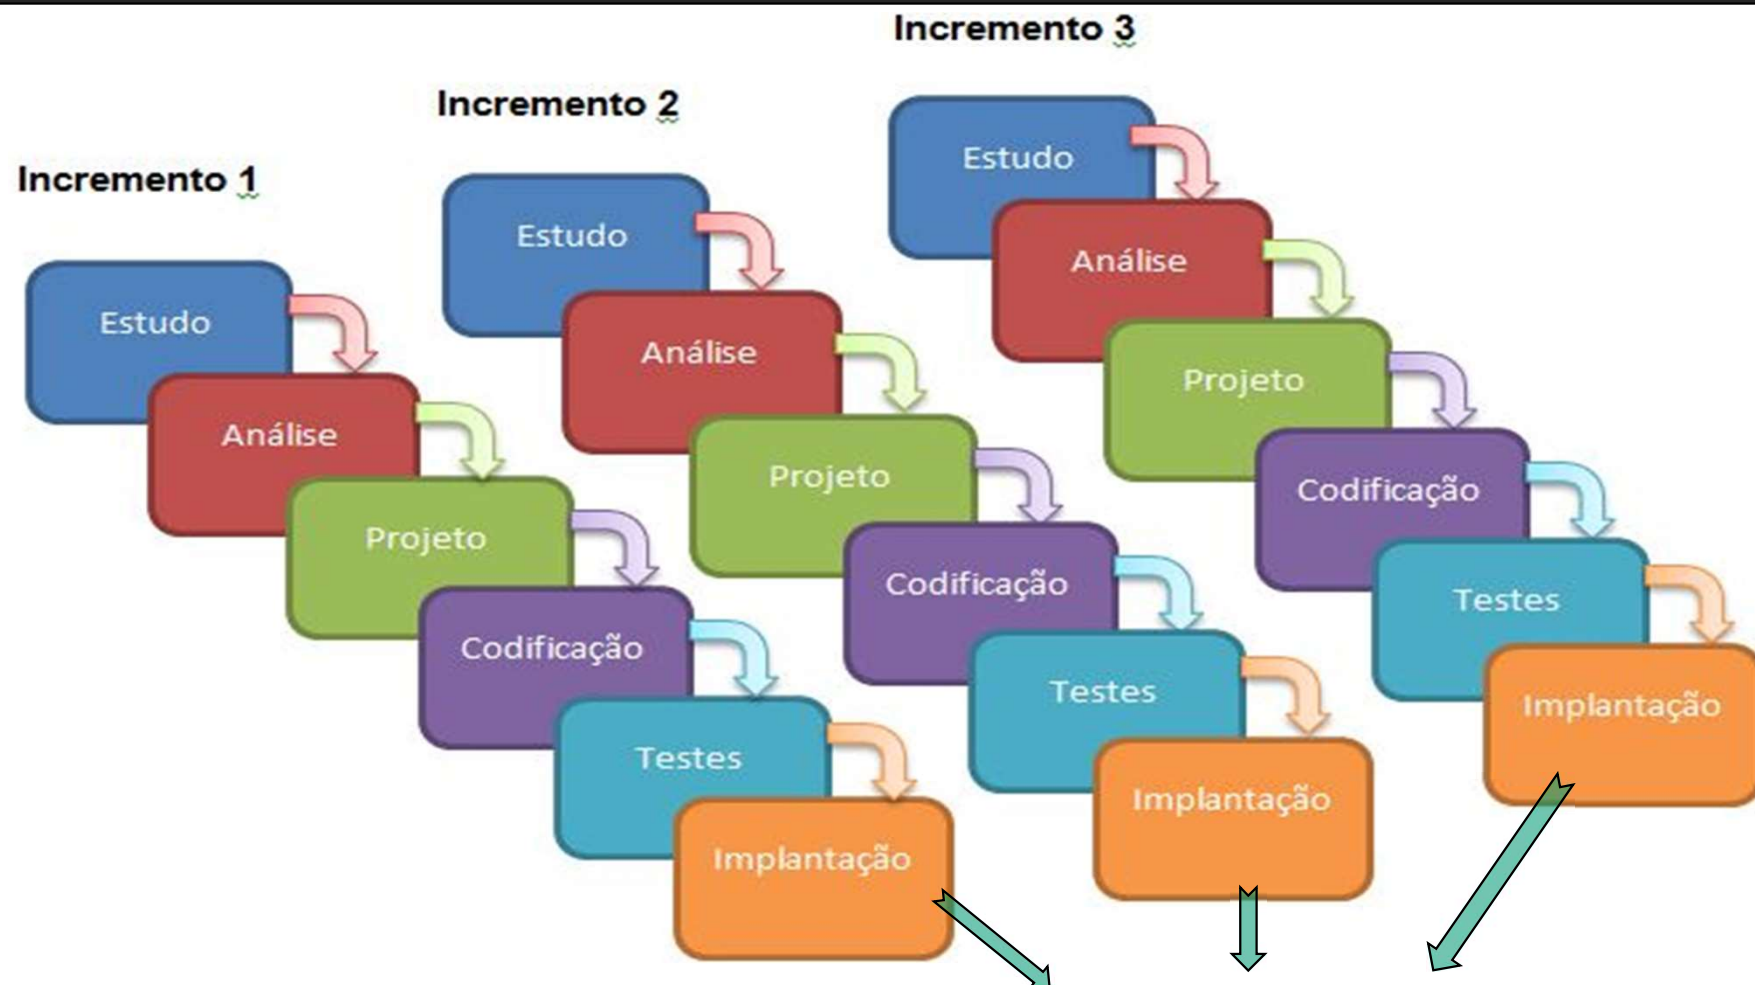 Incremento 1
Estudo
Análise
Projeto
Codificação
Testes
Implantação
Incremento 2
Estudo
Análise
Projeto
Codificação
Testes
Implantação
Incremento 3
Estudo
Análise
Projeto
Codificação
Testes
Implantação